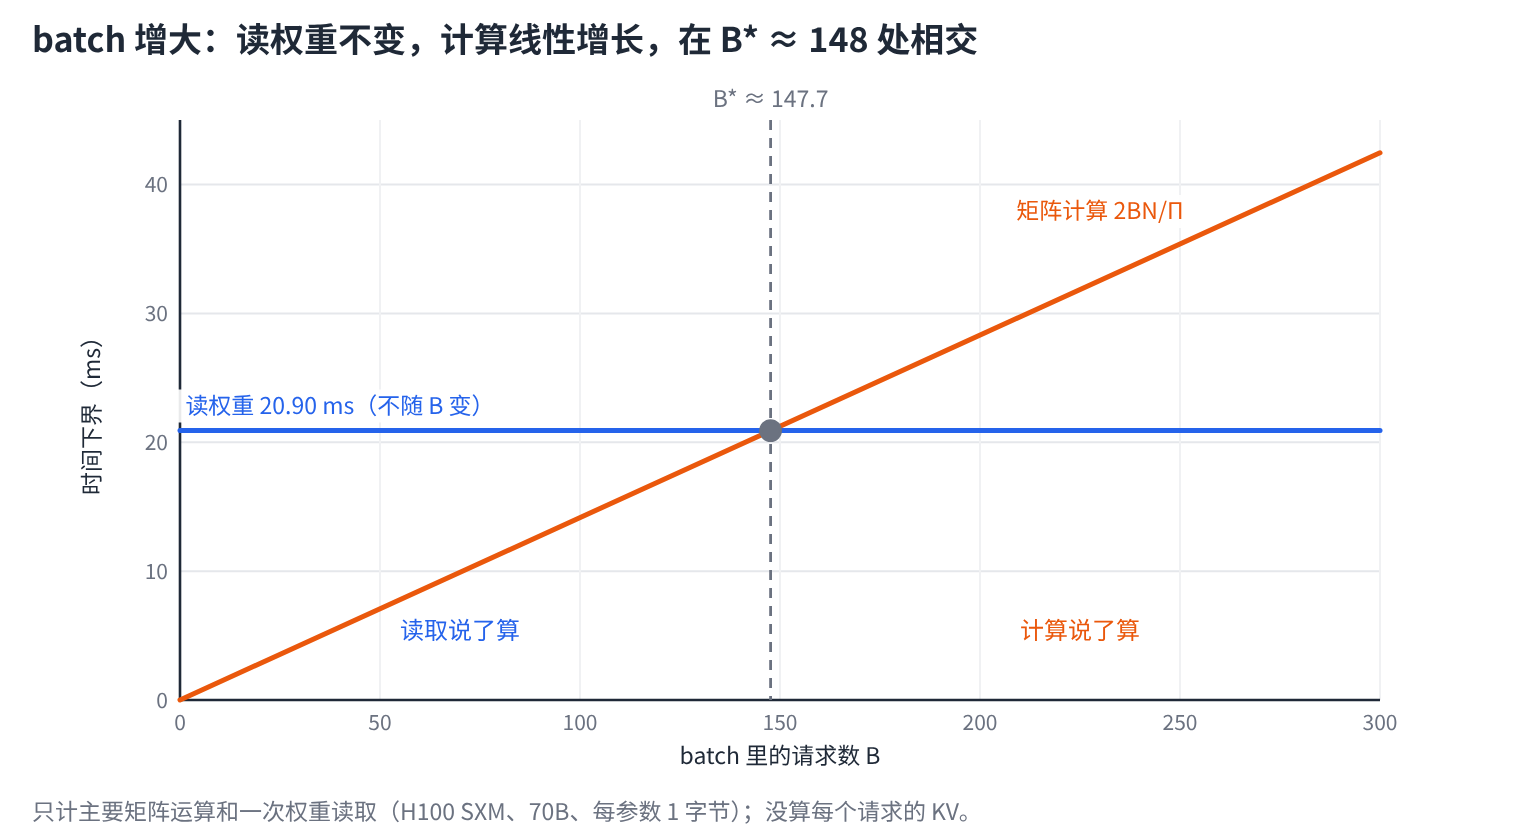 batch 增大：读权重不变，计算线性增长，在 B* ≈ 148 处相交
B* ≈ 147.7
40
矩阵计算 2BN/Π
30
时间下界（ms）
读权重 20.90 ms（不随 B 变）
20
10
读取说了算
计算说了算
0
0 50 100 150 200 250 300
batch 里的请求数 B
只计主要矩阵运算和一次权重读取（H100 SXM、70B、每参数 1 字节）；没算每个请求的 KV。